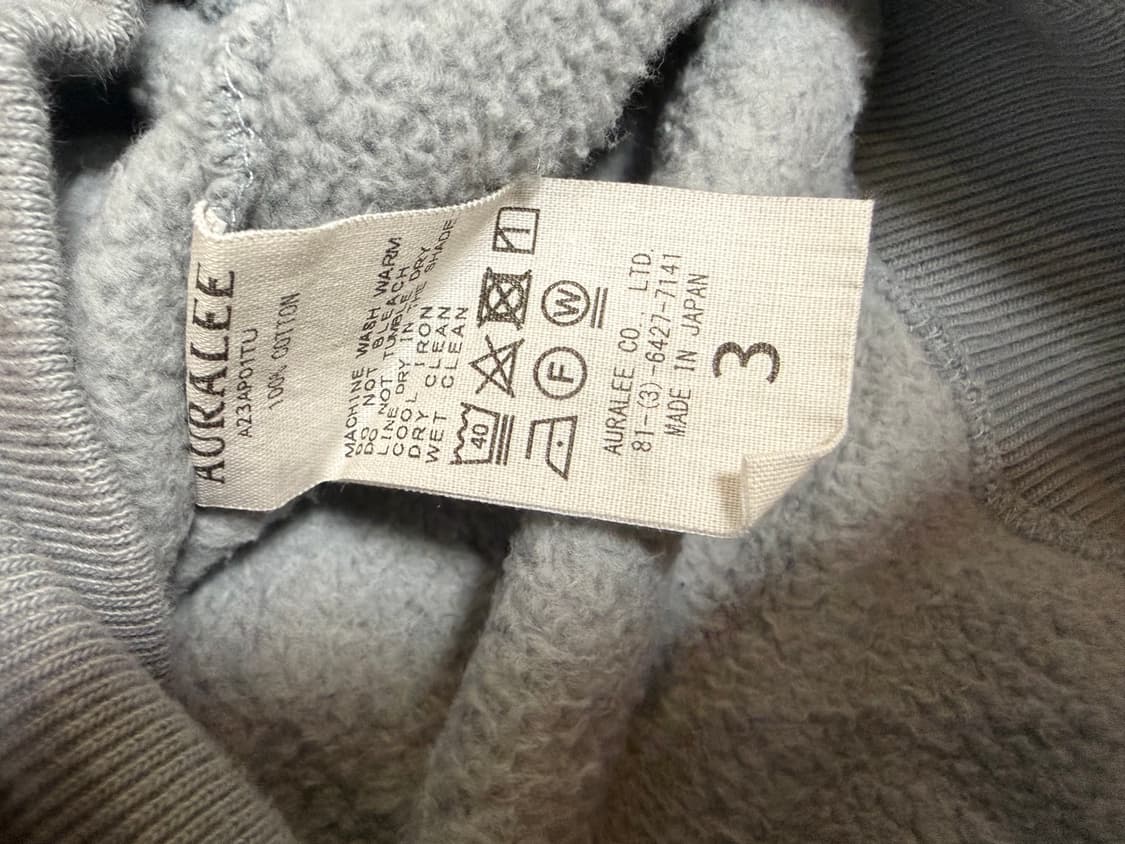 AURALEE
A23AP01TU
100% COTTON
MACHINE WASH WARM
DO NOT BLEACH
DO NOT TUMBLE DRY
LINE DRY IN THE SHADE
COOL IRON
DRY CLEAN
WET CLEAN
40
F
W
AURALEE CO., LTD.
81-(3)-6427-7141
MADE IN JAPAN
3